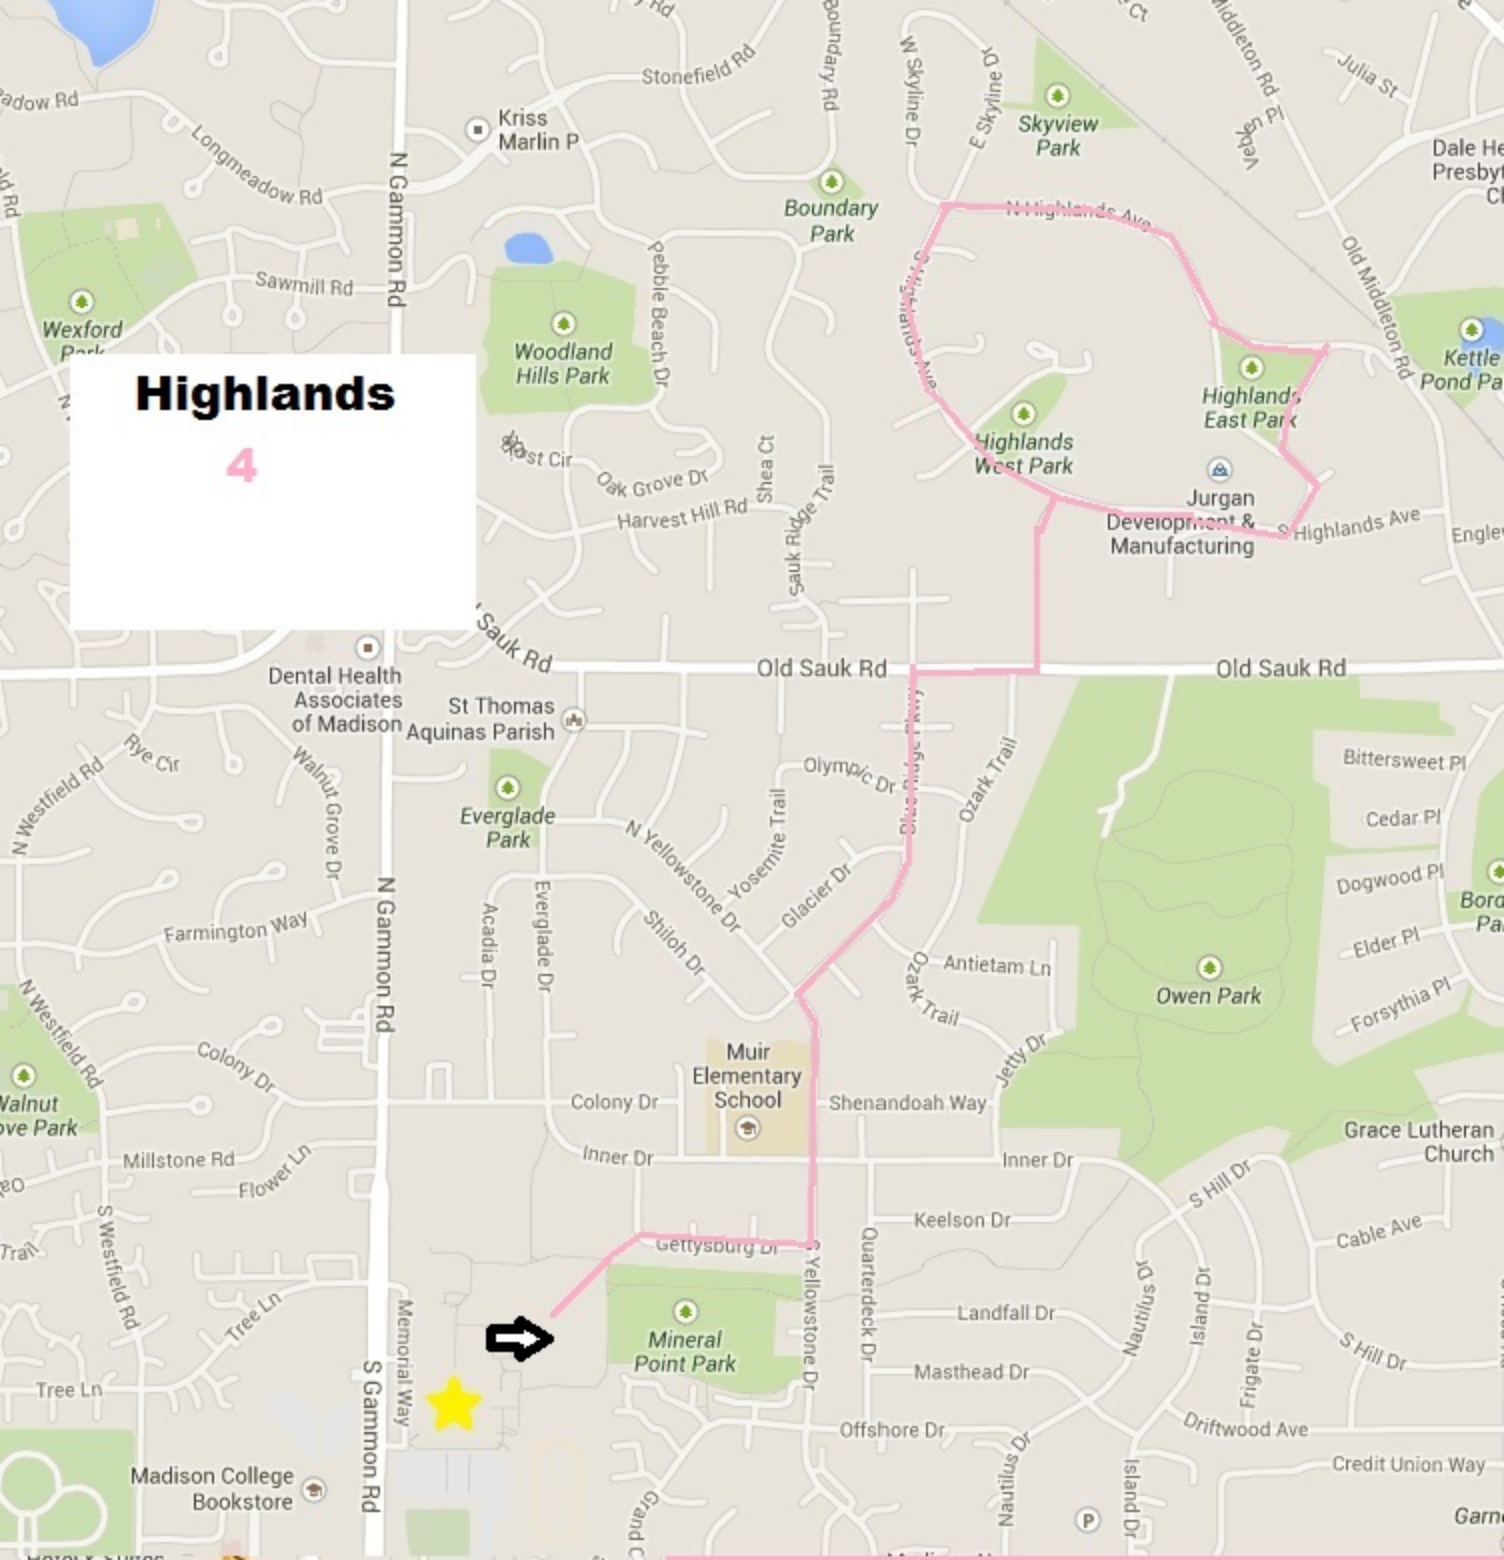 Stonefield Rd
Boundary Rd
W Skyline Dr
E Skyline Dr
Middleton Rd
Julia St
Skyview
Park
Kriss
Marlin P
Longmeadow Rd
N Gammon Rd
Boundary
Park
N Highlands Ave
Old Middleton Rd
Sawmill Rd
Pebble Beach Dr
Wexford
Park
Woodland
Hills Park
Kettle
Pond Pa
Highlands
4
Highlands
East Park
Highlands
West Park
Jurgan
Development &
Manufacturing
S Highlands Ave
Oak Grove Dr
Shea Ct
Harvest Hill Rd
Sauk Ridge Trail
Sauk Rd
Old Sauk Rd
Old Sauk Rd
Dental Health
Associates
of Madison
St Thomas
Aquinas Parish
Rye Cir
N Westfield Rd
Walnut Grove Dr
Everglade
Park
Olympic Dr
Blue Ridge Pkwy
Ozark Trail
Bittersweet Pl
Cedar Pl
Dogwood Pl
Elder Pl
Forsythia Pl
N Yellowstone Dr
Yosemite Trail
Glacier Dr
Shiloh Dr
Acadia Dr
Everglade Dr
N Gammon Rd
Farmington Way
Antietam Ln
Ozark Trail
Owen Park
N Westfield Rd
Colony Dr
Muir
Elementary
School
Jetty Dr
Colony Dr
Shenandoah Way
Millstone Rd
Flower Ln
Inner Dr
Inner Dr
Grace Lutheran
Church
S Hill Dr
Keelson Dr
Cable Ave
S Westfield Rd
Gettysburg Dr
S Yellowstone Dr
Quarterdeck Dr
Nautilus Dr
Island Dr
Frigate Dr
Tree Ln
Memorial Way
Mineral
Point Park
Landfall Dr
S Hill Dr
Masthead Dr
Tree Ln
S Gammon Rd
Offshore Dr
Driftwood Ave
Madison College
Bookstore
Nautilus Dr
Island Dr
Credit Union Way
P